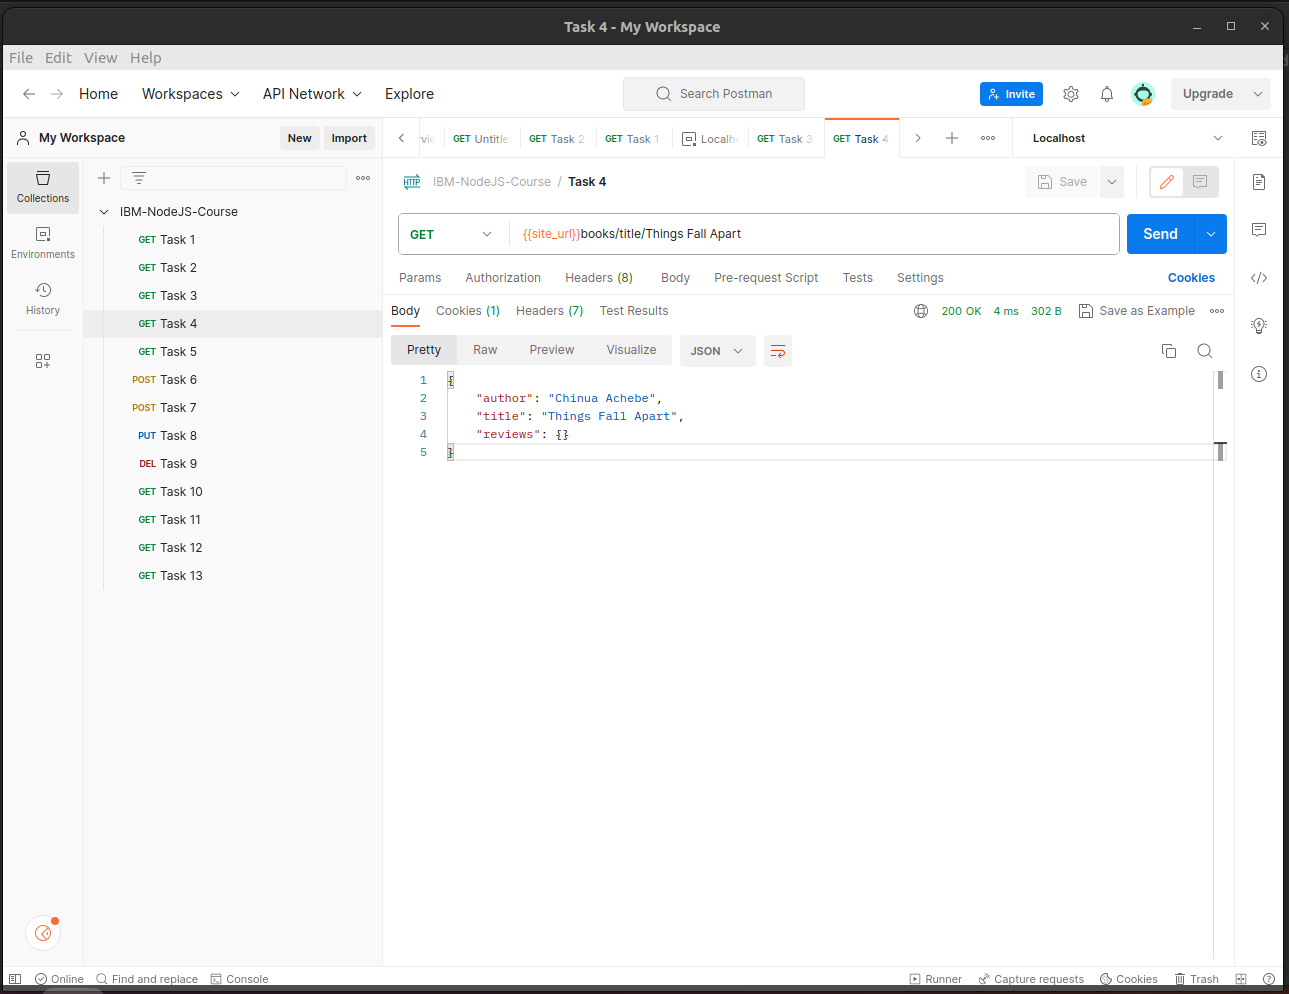 Task 4 - My Workspace
File Edit View Help
Home Workspaces API Network Explore Search Postman Invite Upgrade
My Workspace New Import GET Untitle GET Task 2 GET Task 1 Localh GET Task 3 GET Task 4 Localhost
Collections
Environments
History
IBM-NodeJS-Course
GET Task 1
GET Task 2
GET Task 3
GET Task 4
GET Task 5
POST Task 6
POST Task 7
PUT Task 8
DEL Task 9
GET Task 10
GET Task 11
GET Task 12
GET Task 13
HTTP IBM-NodeJS-Course / Task 4 Save
GET {{site_url}}books/title/Things Fall Apart Send
Params Authorization Headers (8) Body Pre-request Script Tests Settings Cookies
Body Cookies (1) Headers (7) Test Results 200 OK 4 ms 302 B Save as Example
Pretty Raw Preview Visualize JSON
1 {
2 "author": "Chinua Achebe",
3 "title": "Things Fall Apart",
4 "reviews": {}
5 }
Online Find and replace Console Runner Capture requests Cookies Trash